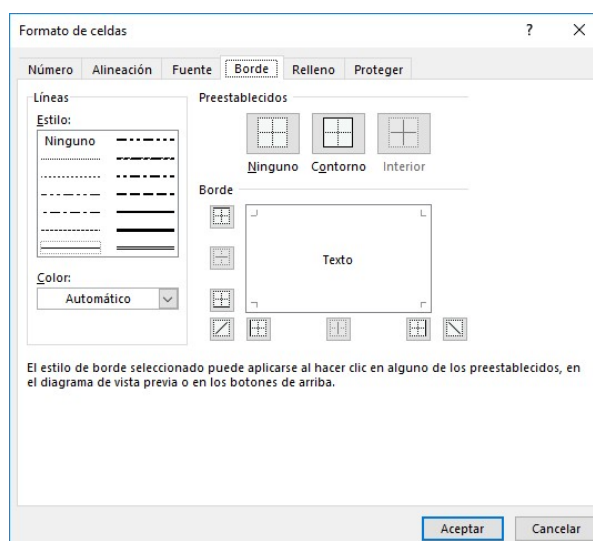 Formato de celdas
?
Número Alineación Fuente Borde Relleno Proteger
Líneas
Estilo:
Ninguno
Color:
Automático
Preestablecidos
Ninguno Contorno Interior
Borde
Texto
El estilo de borde seleccionado puede aplicarse al hacer clic en alguno de los preestablecidos, en
el diagrama de vista previa o en los botones de arriba.
Aceptar Cancelar